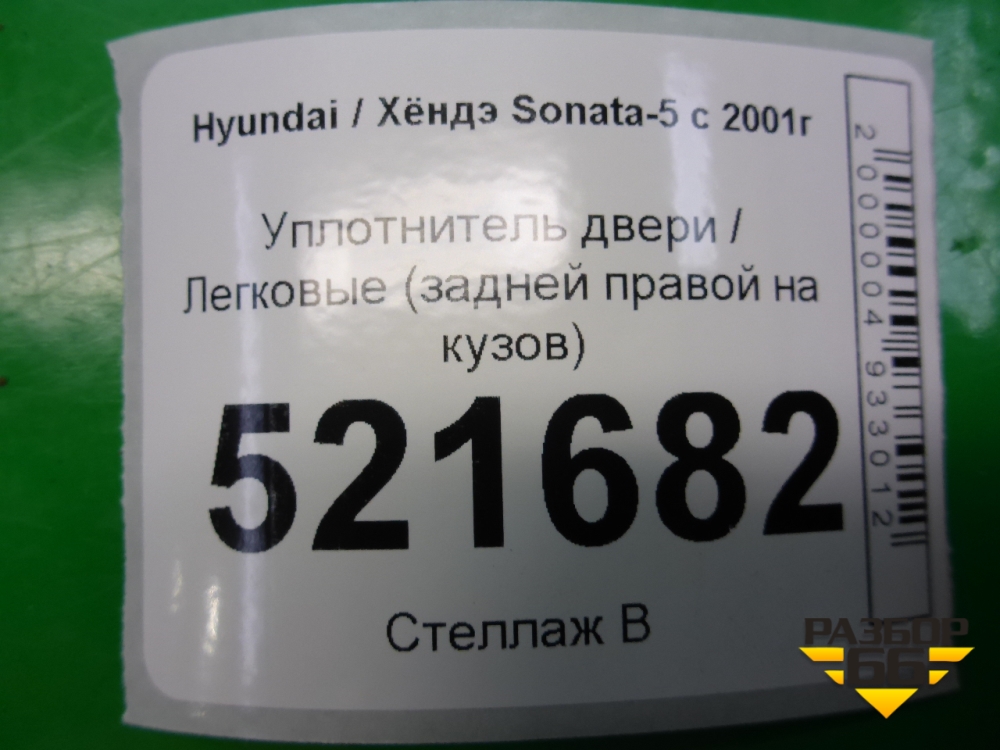 Hyundai / Хёндэ Sonata-5 с 2001г
Уплотнитель двери /
Легковые (задней правой на
кузов)
521682
Стеллаж В
2000004933012
РАЗБОР
66